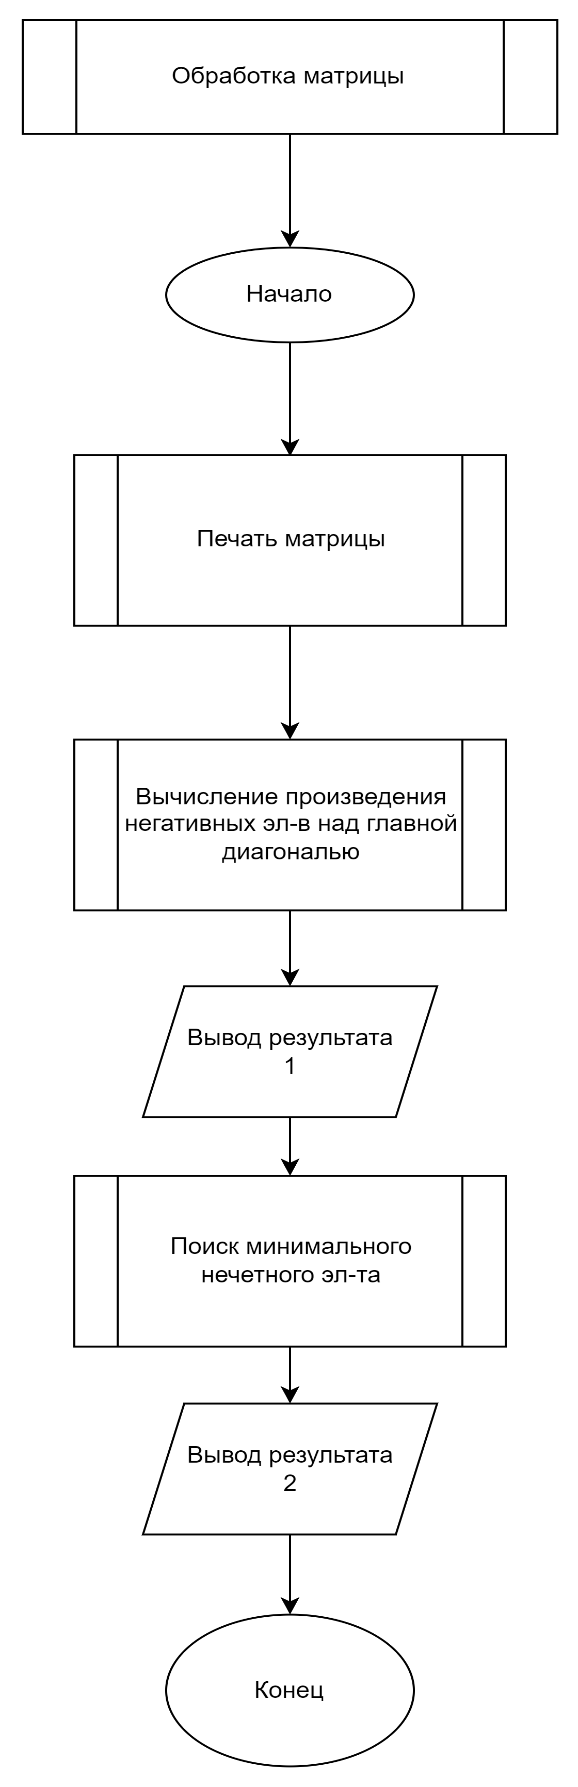 Обработка матрицы
Начало
Печать матрицы
Вычисление произведения
негативных эл-в над главной
диагональю
Вывод результата
1
Поиск минимального
нечетного эл-та
Вывод результата
2
Конец